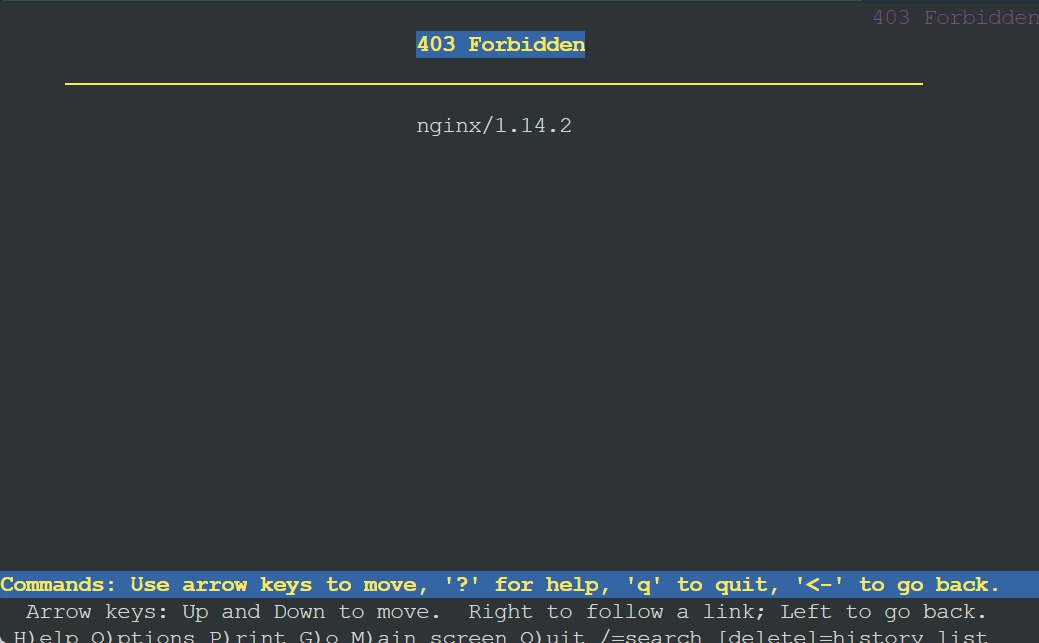 403 Forbidden
403 Forbidden
nginx/1.14.2
Commands: Use arrow keys to move, '?' for help, 'q' to quit, '<-' to go back.
Arrow keys: Up and Down to move.  Right to follow a link; Left to go back.
H)elp O)ptions P)rint G)o M)ain screen Q)uit /=search [delete]=history list